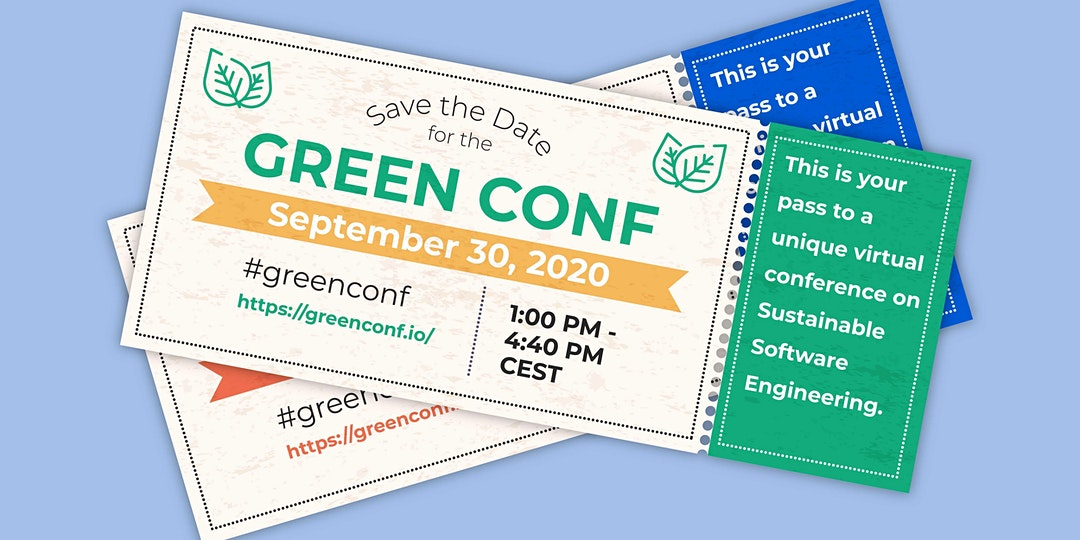 Save the Date
for the
GREEN CONF
September 30, 2020
#greenconf
https://greenconf.io/
1:00 PM -
4:40 PM
CEST
This is your
pass to a
unique virtual
conference on
Sustainable
Software
Engineering.
This is your
pass to a
virtual
#green
https://greenconf.